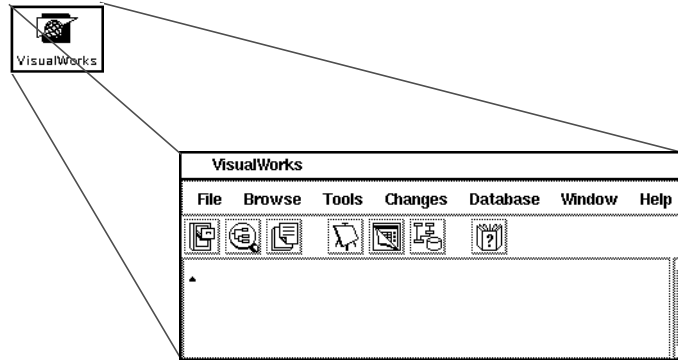 VisualWorks
VisualWorks
File Browse Tools Changes Database Window Help
?